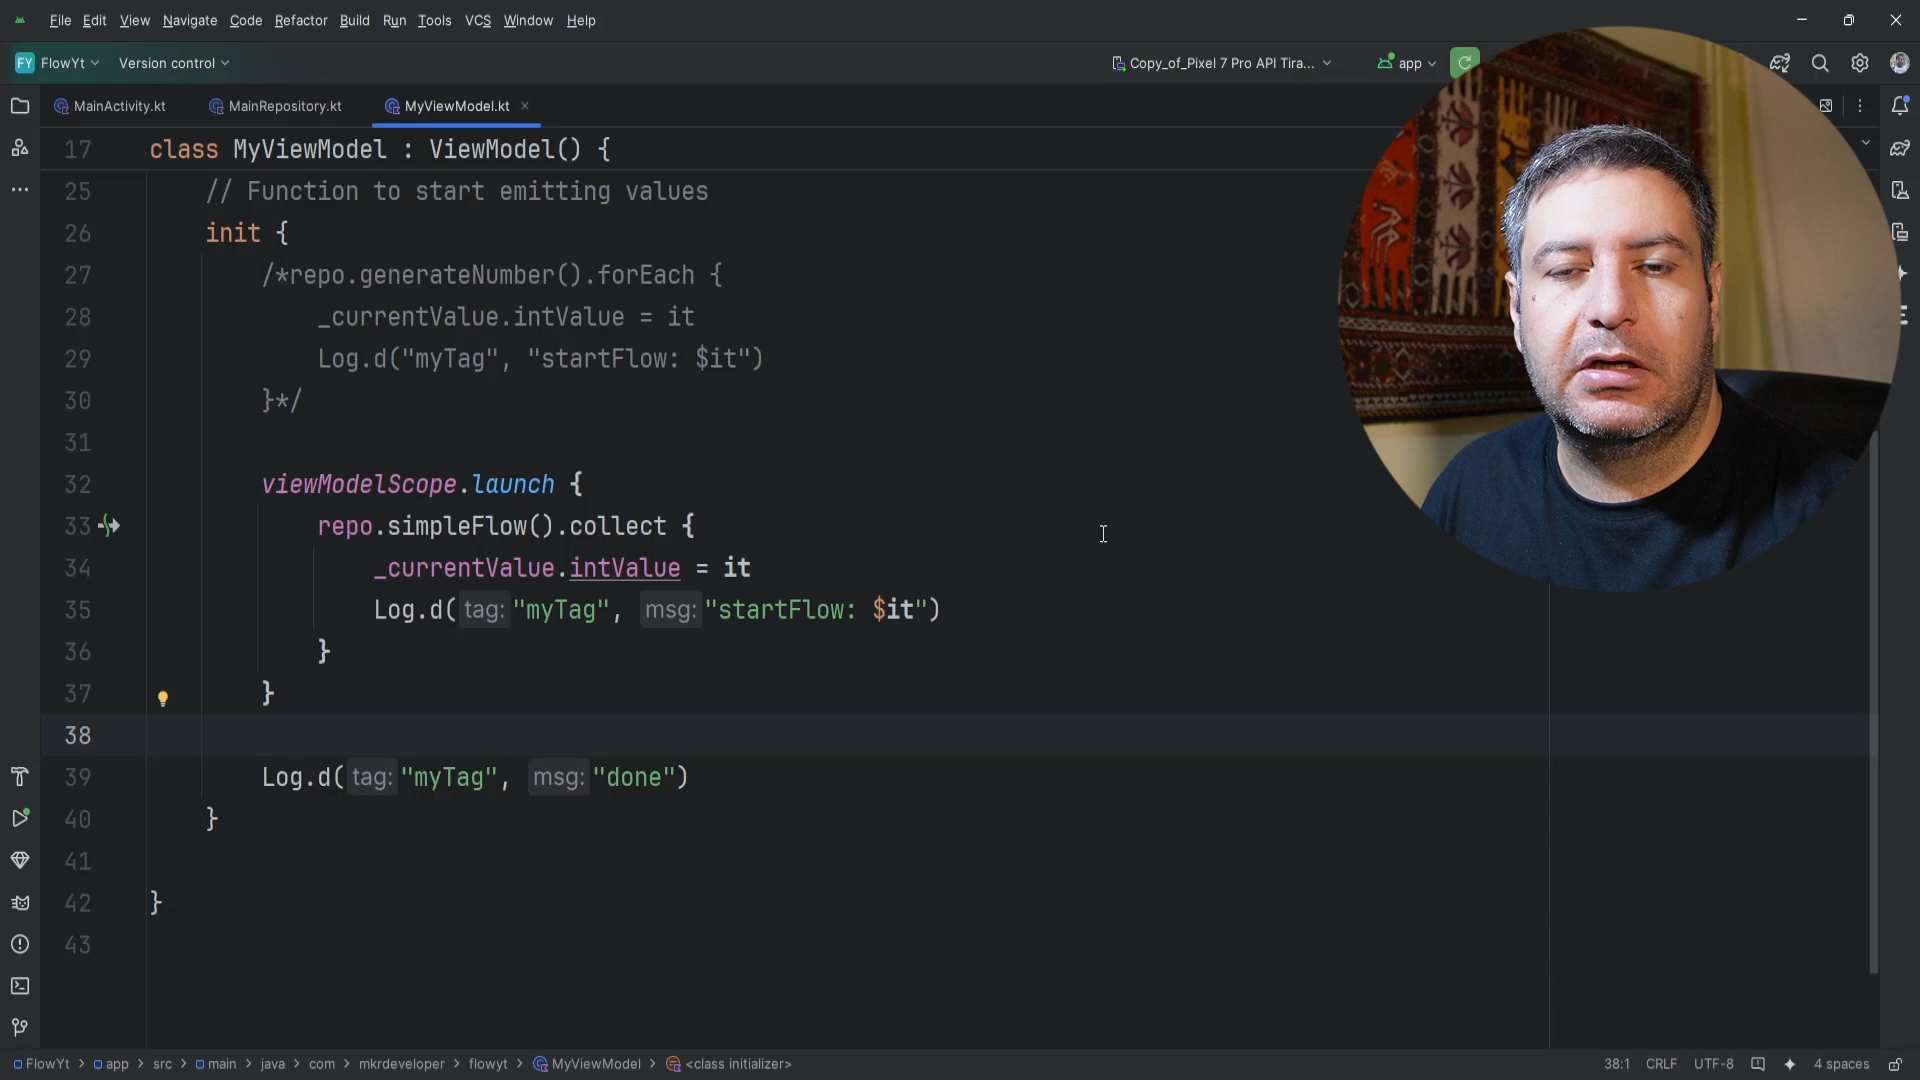 File Edit View Navigate Code Refactor Build Run Tools VCS Window Help
FY FlowYt Version control Copy_of_Pixel 7 Pro API Tira... app
MainActivity.kt MainRepository.kt MyViewModel.kt
17 class MyViewModel : ViewModel() {
25 // Function to start emitting values
26 init {
27 /*repo.generateNumber().forEach {
28 _currentValue.intValue = it
29 Log.d("myTag", "startFlow: $it")
30 }*/
31
32 viewModelScope.launch {
33 repo.simpleFlow().collect {
34 _currentValue.intValue = it
35 Log.d( tag: "myTag", msg: "startFlow: $it")
36 }
37 }
38
39 Log.d( tag: "myTag", msg: "done")
40 }
41
42 }
43
FlowYt > app > src > main > java > com > mkrdeveloper > flowyt > MyViewModel > <class initializer> 38:1 CRLF UTF-8 4 spaces